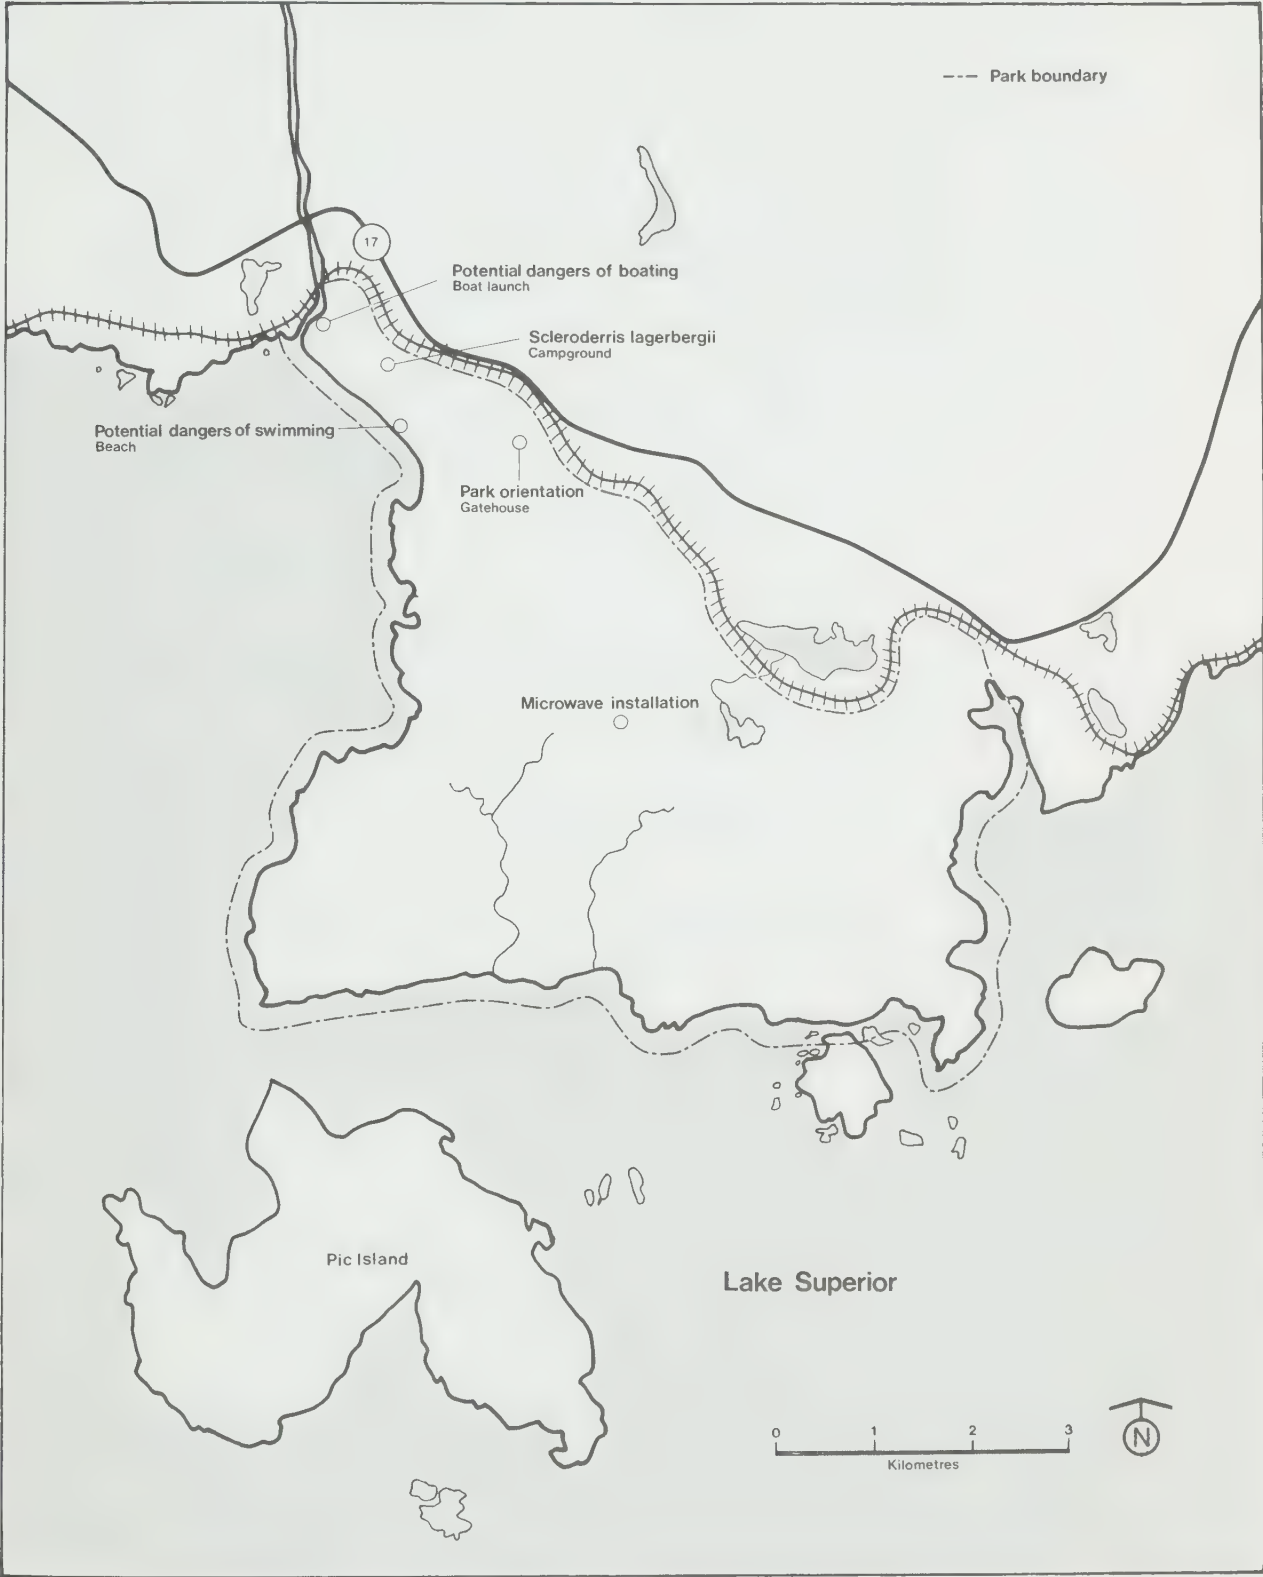 Park boundary
17
Potential dangers of boating
Boat launch
Scleroderris lagerbergii
Campground
Potential dangers of swimming
Beach
Park orientation
Gatehouse
Microwave installation
Pic Island
Lake Superior
0 1 2 3
Kilometres
N